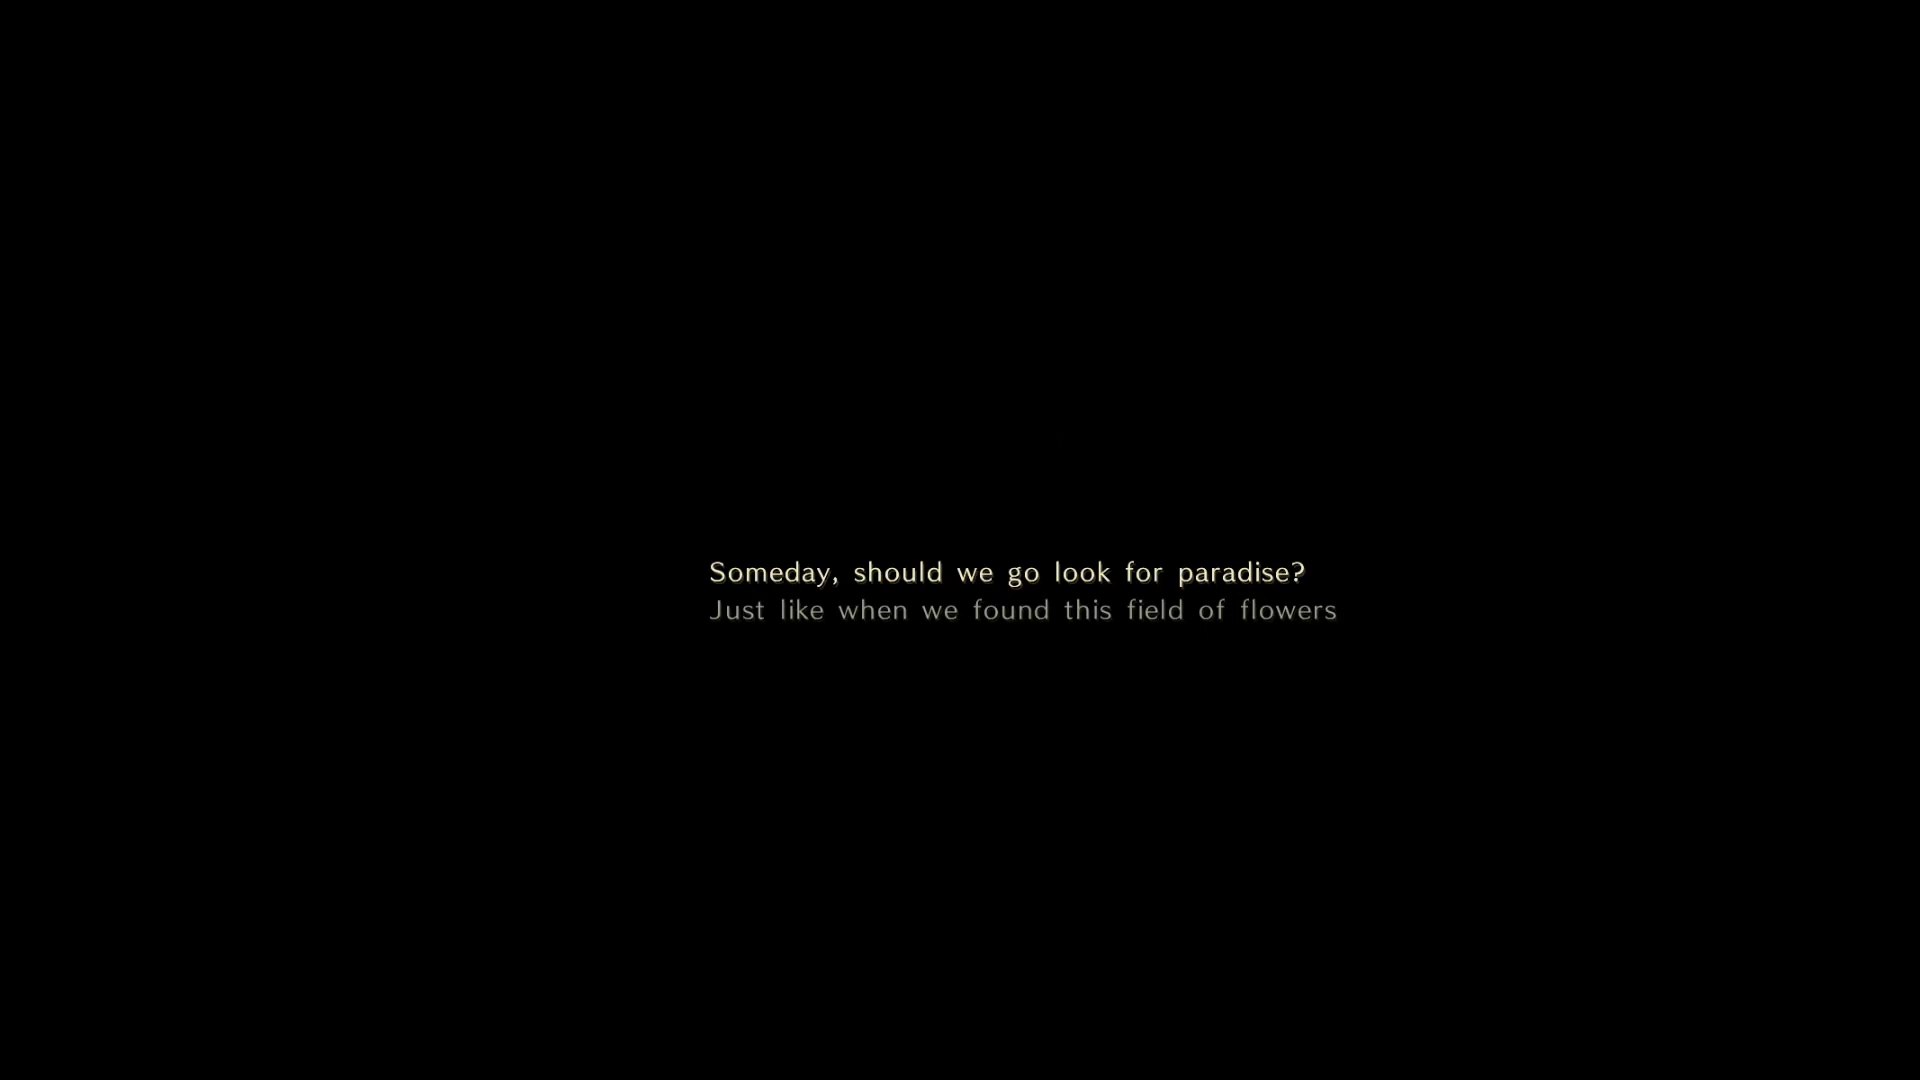 Someday, should we go look for paradise?
Just like when we found this field of flowers